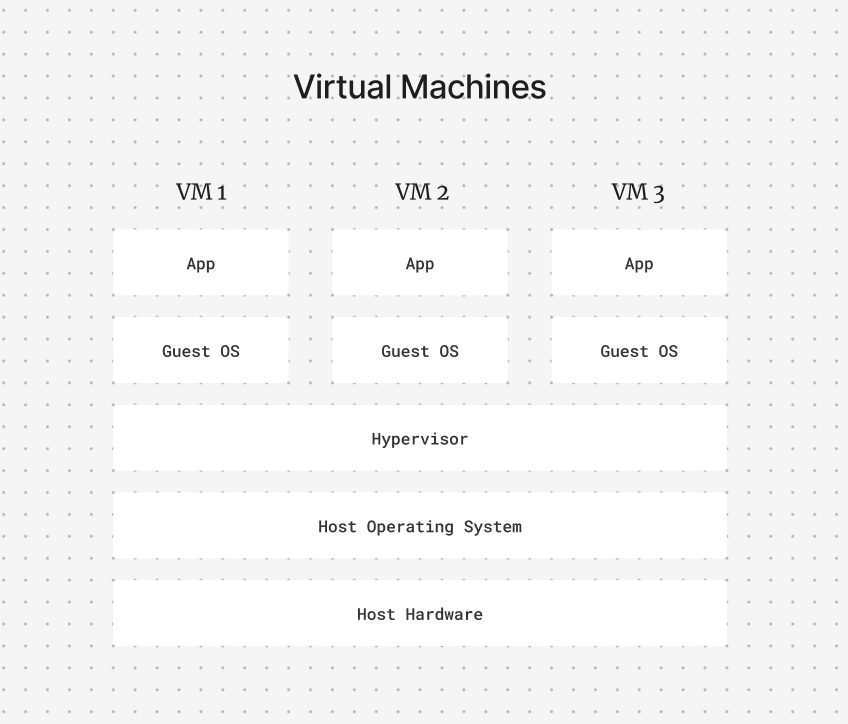 Virtual Machines
VM 1
VM 2
VM 3
App
App
App
Guest OS
Guest OS
Guest OS
Hypervisor
Host Operating System
Host Hardware